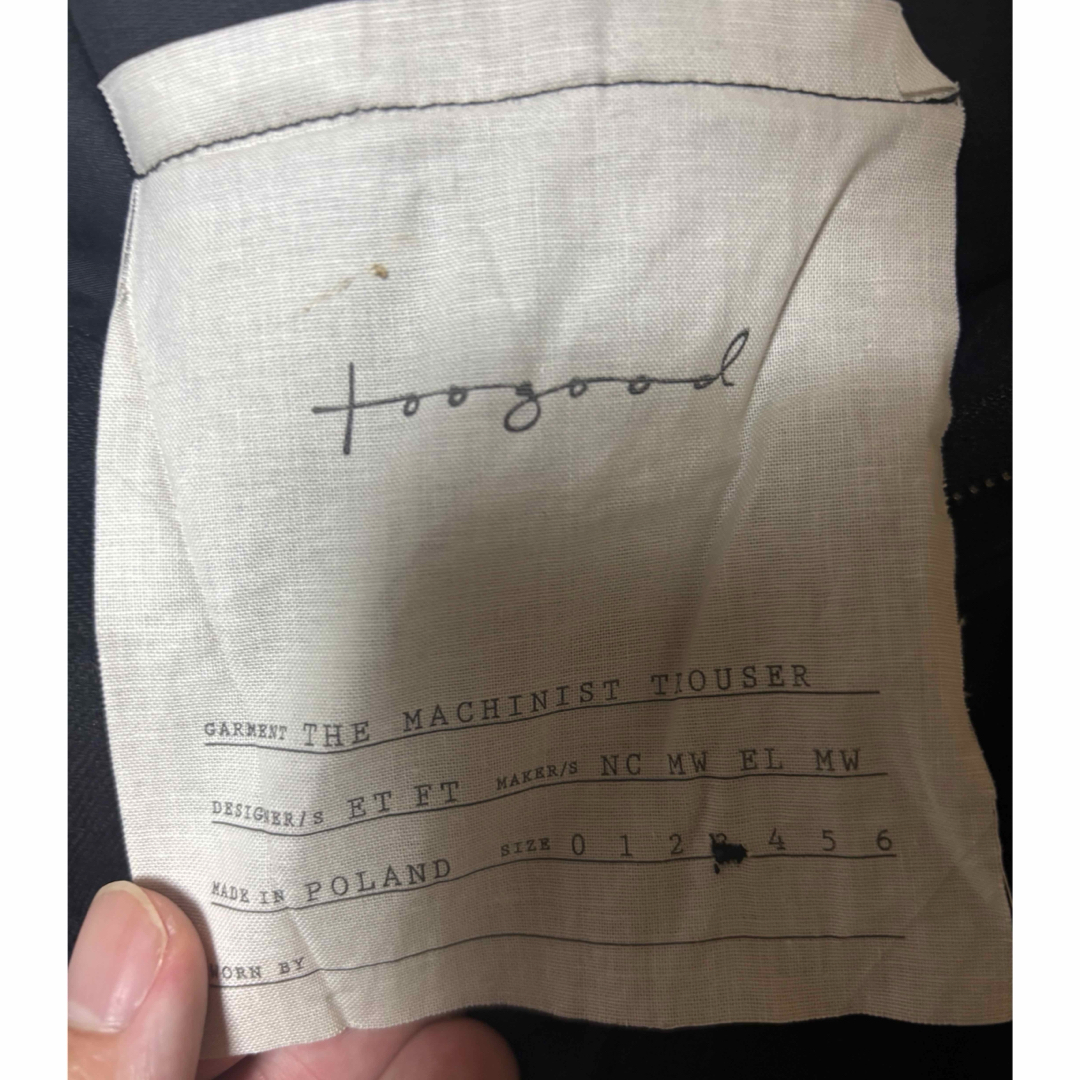 toogood
GARMENT THE MACHINIST TROUSER
DESIGNER/S ET FT MAKER/S NC MW EL MW
MADE IN POLAND SIZE 0 1 2 3 4 5 6
WORN BY